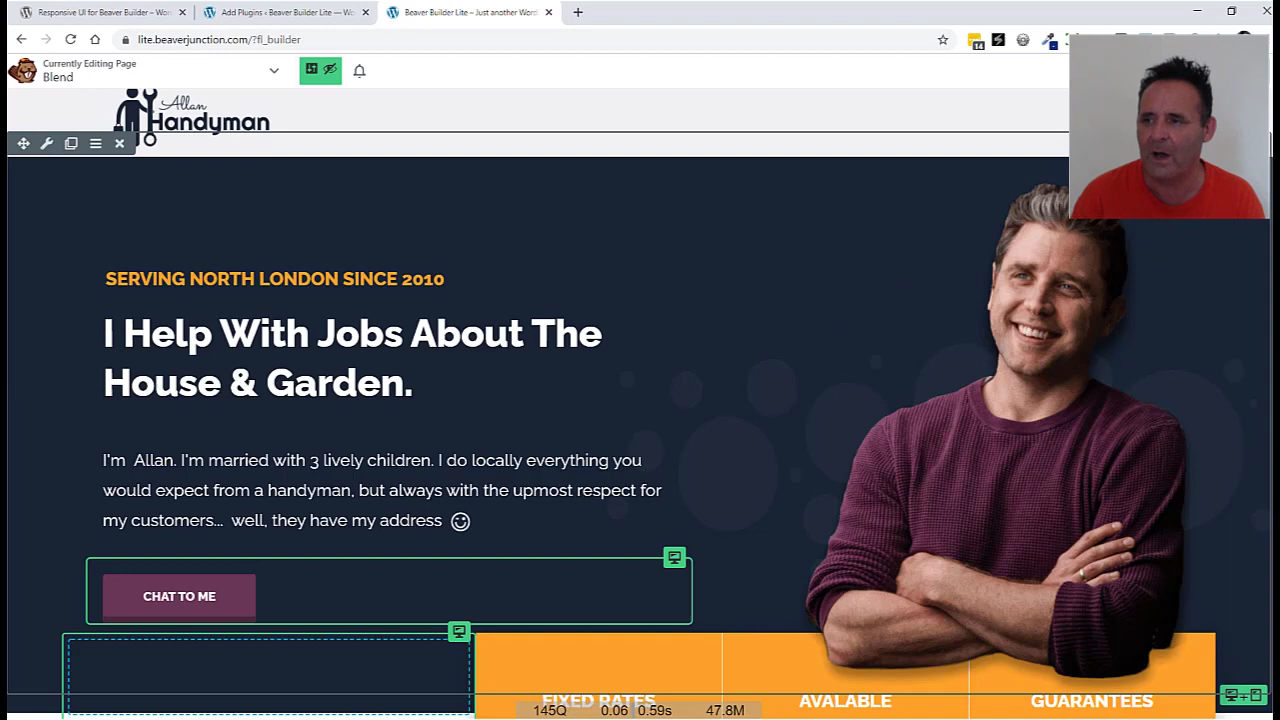 Responsive UI for Beaver Builder – Wor
Add Plugins ‹ Beaver Builder Lite — Wo
Beaver Builder Lite – Just another Word
lite.beaverjunction.com/?fl_builder
14
Currently Editing Page
Blend
Allan
Handyman
SERVING NORTH LONDON SINCE 2010
I Help With Jobs About The
House & Garden.
I'm Allan. I'm married with 3 lively children. I do locally everything you
would expect from a handyman, but always with the upmost respect for
my customers... well, they have my address
CHAT TO ME
FIXED RATES
AVALABLE
GUARANTEES
145Q 0.06 0.59s 47.8M